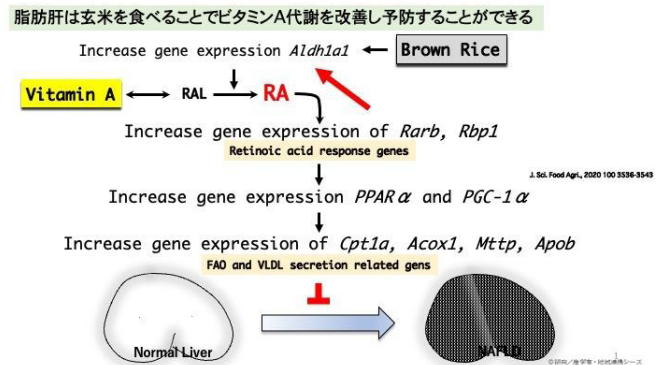 脂肪肝は玄米を食べることでビタミンA代謝を改善し予防することができる
Increase gene expression Aldh1a1
Brown Rice
Vitamin A
RAL
RA
Increase gene expression of Rarb, Rbp1
Retinoic acid response genes
J. Sci. Food Agri., 2020 100 3536-3543
Increase gene expression PPARα and PGC-1α
Increase gene expression of Cpt1a, Acox1, Mttp, Apob
FAO and VLDL secretion related gens
Normal Liver
NAFLD
1